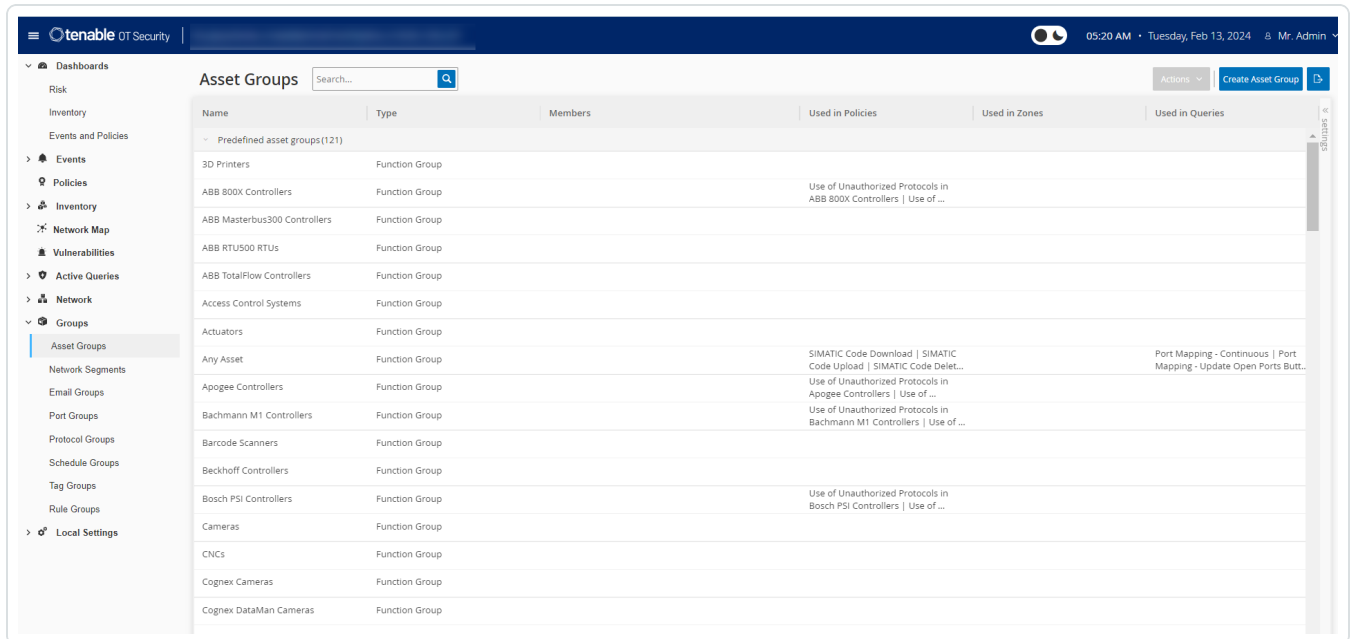 tenable OT Security
05:20 AM • Tuesday, Feb 13, 2024 Mr. Admin
Dashboards
Risk
Inventory
Events and Policies
Events
Policies
Inventory
Network Map
Vulnerabilities
Active Queries
Network
Groups
Asset Groups
Network Segments
Email Groups
Port Groups
Protocol Groups
Schedule Groups
Tag Groups
Rule Groups
Local Settings
Asset Groups Search... Actions Create Asset Group
Name Type Members Used in Policies Used in Zones Used in Queries
settings
Predefined asset groups (121)
3D Printers Function Group
ABB 800X Controllers Function Group Use of Unauthorized Protocols in
ABB 800X Controllers | Use of ...
ABB Masterbus300 Controllers Function Group
ABB RTU500 RTUs Function Group
ABB TotalFlow Controllers Function Group
Access Control Systems Function Group
Actuators Function Group
Any Asset Function Group SIMATIC Code Download | SIMATIC Port Mapping - Continuous | Port
Code Upload | SIMATIC Code Delet... Mapping - Update Open Ports Butt...
Apogee Controllers Function Group Use of Unauthorized Protocols in
Apogee Controllers | Use of ...
Bachmann M1 Controllers Function Group Use of Unauthorized Protocols in
Bachmann M1 Controllers | Use of ...
Barcode Scanners Function Group
Beckhoff Controllers Function Group
Bosch PSI Controllers Function Group Use of Unauthorized Protocols in
Bosch PSI Controllers | Use of ...
Cameras Function Group
CNCs Function Group
Cognex Cameras Function Group
Cognex DataMan Cameras Function Group